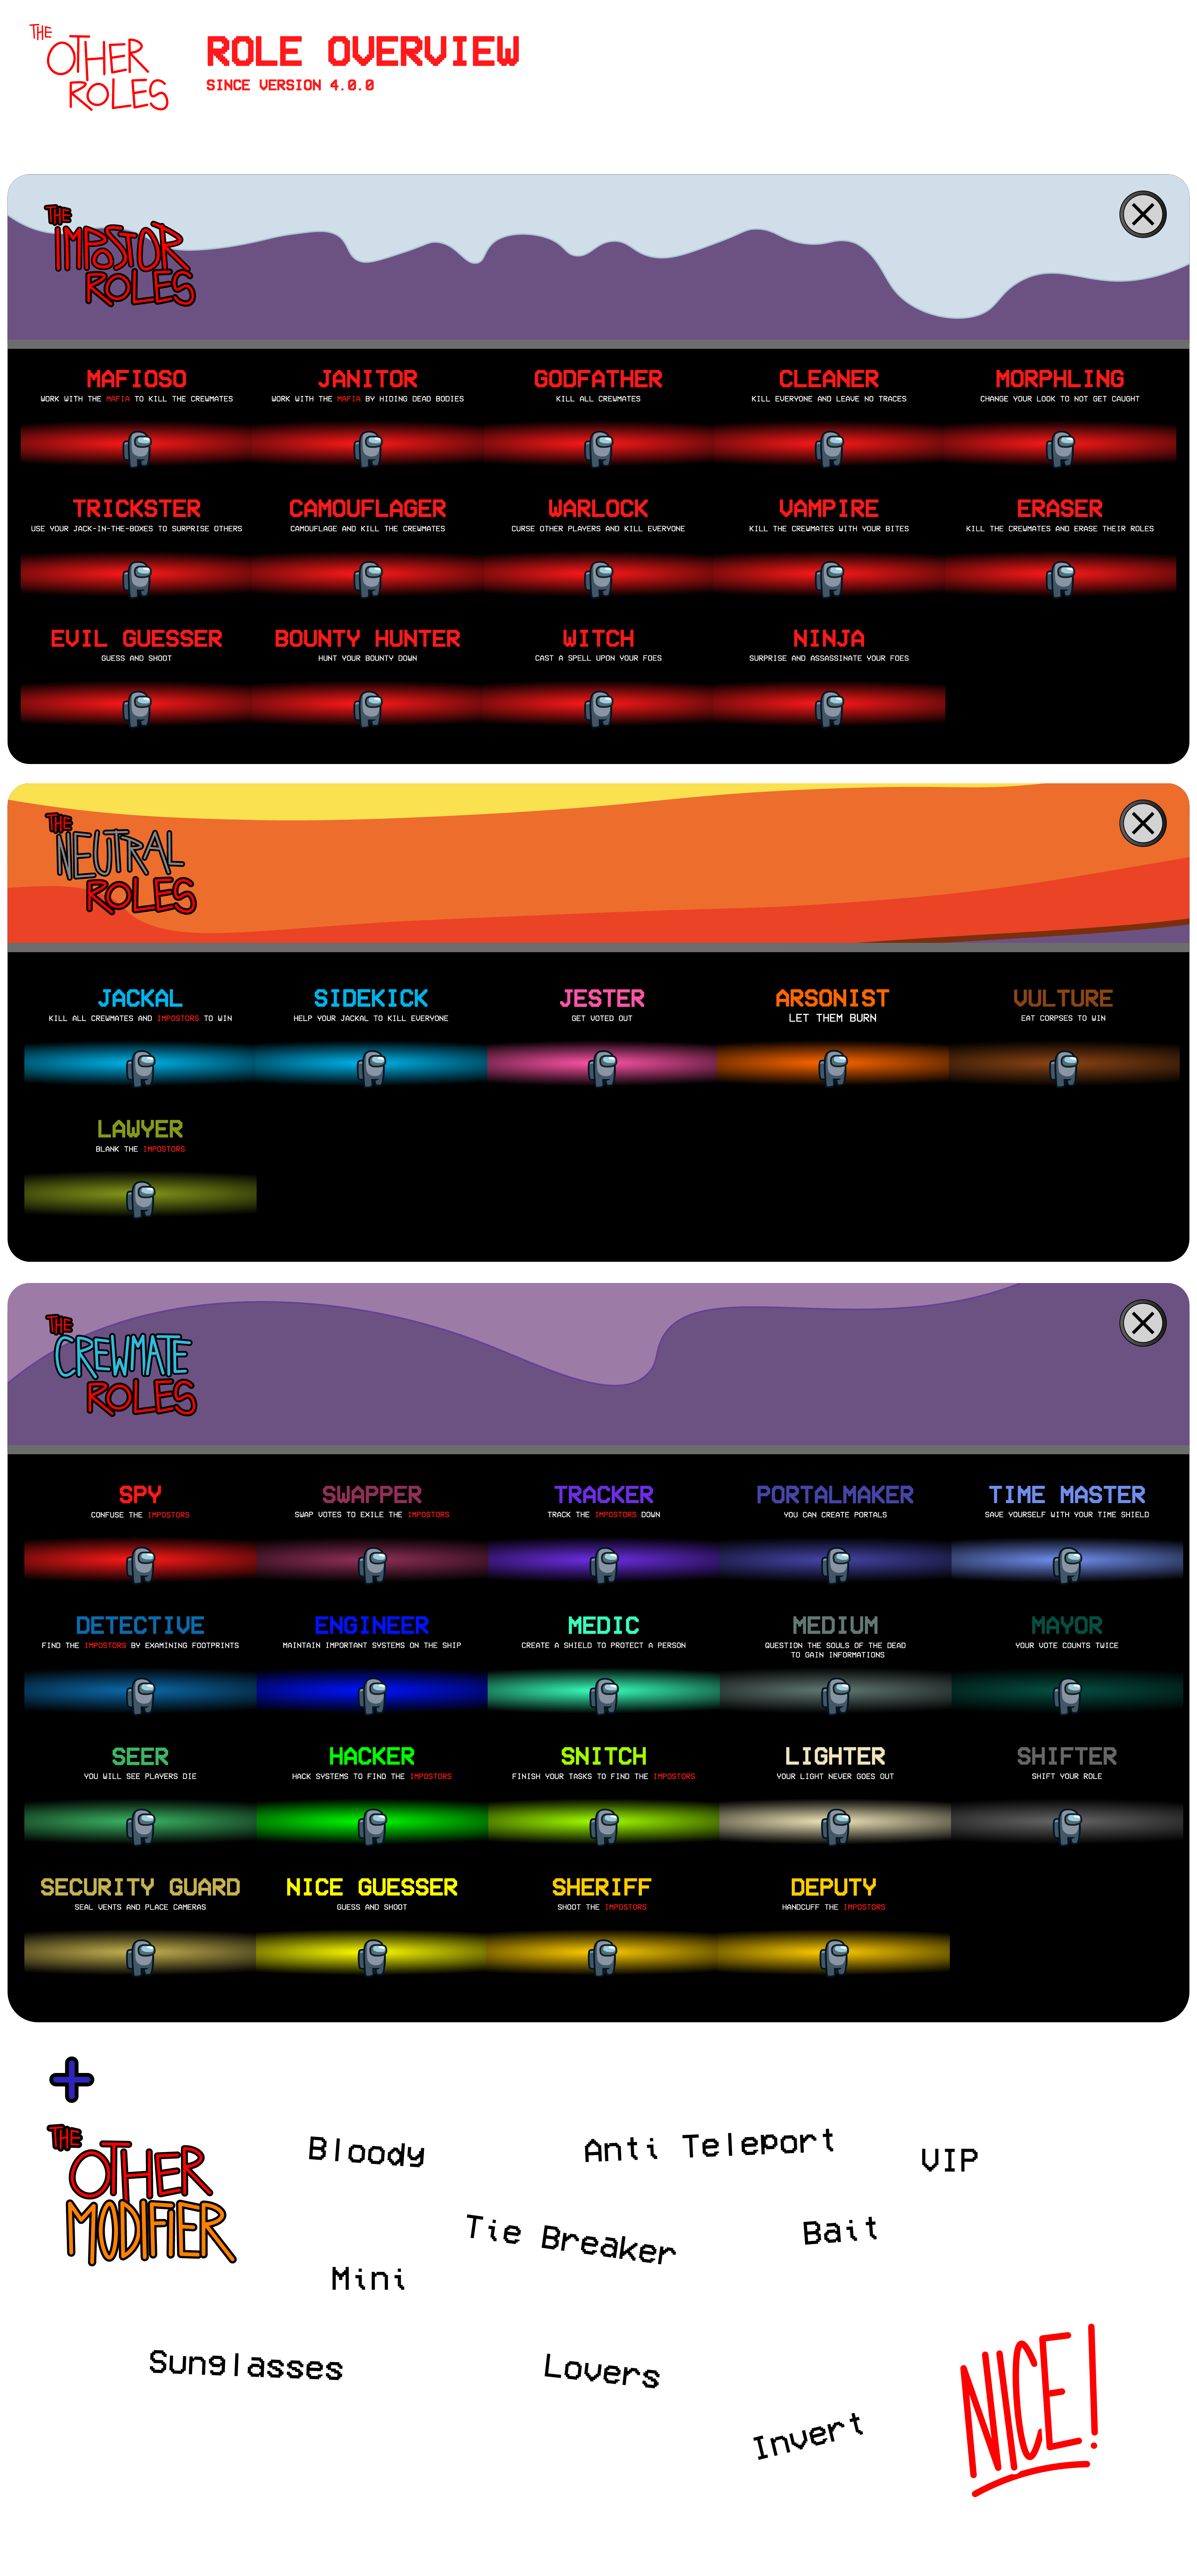 THE
OTHER
ROLES
ROLE OVERVIEW
SINCE VERSION 4.0.0
THE
IMPOSTOR
ROLES
MAFIOSO
WORK WITH THE MAFIA TO KILL THE CREWMATES
JANITOR
WORK WITH THE MAFIA BY HIDING DEAD BODIES
GODFATHER
KILL ALL CREWMATES
CLEANER
KILL EVERYONE AND LEAVE NO TRACES
MORPHLING
CHANGE YOUR LOOK TO NOT GET CAUGHT
TRICKSTER
USE YOUR JACK-IN-THE-BOXES TO SURPRISE OTHERS
CAMOUFLAGER
CAMOUFLAGE AND KILL THE CREWMATES
WARLOCK
CURSE OTHER PLAYERS AND KILL EVERYONE
VAMPIRE
KILL THE CREWMATES WITH YOUR BITES
ERASER
KILL THE CREWMATES AND ERASE THEIR ROLES
EVIL GUESSER
GUESS AND SHOOT
BOUNTY HUNTER
HUNT YOUR BOUNTY DOWN
WITCH
CAST A SPELL UPON YOUR FOES
NINJA
SURPRISE AND ASSASSINATE YOUR FOES
THE
NEUTRAL
ROLES
JACKAL
KILL ALL CREWMATES AND IMPOSTORS TO WIN
SIDEKICK
HELP YOUR JACKAL TO KILL EVERYONE
JESTER
GET VOTED OUT
ARSONIST
LET THEM BURN
VULTURE
EAT CORPSES TO WIN
LAWYER
BLANK THE IMPOSTORS
THE
CREWMATE
ROLES
SPY
CONFUSE THE IMPOSTORS
SWAPPER
SWAP VOTES TO EXILE THE IMPOSTORS
TRACKER
TRACK THE IMPOSTORS DOWN
PORTALMAKER
YOU CAN CREATE PORTALS
TIME MASTER
SAVE YOURSELF WITH YOUR TIME SHIELD
DETECTIVE
FIND THE IMPOSTORS BY EXAMINING FOOTPRINTS
ENGINEER
MAINTAIN IMPORTANT SYSTEMS ON THE SHIP
MEDIC
CREATE A SHIELD TO PROTECT A PERSON
MEDIUM
QUESTION THE SOULS OF THE DEAD
TO GAIN INFORMATIONS
MAYOR
YOUR VOTE COUNTS TWICE
SEER
YOU WILL SEE PLAYERS DIE
HACKER
HACK SYSTEMS TO FIND THE IMPOSTORS
SNITCH
FINISH YOUR TASKS TO FIND THE IMPOSTORS
LIGHTER
YOUR LIGHT NEVER GOES OUT
SHIFTER
SHIFT YOUR ROLE
SECURITY GUARD
SEAL VENTS AND PLACE CAMERAS
NICE GUESSER
GUESS AND SHOOT
SHERIFF
SHOOT THE IMPOSTORS
DEPUTY
HANDCUFF THE IMPOSTORS
THE
OTHER
MODIFIER
Bloody
Anti Teleport
VIP
Tie Breaker
Bait
Mini
Sunglasses
Lovers
Invert
NICE!